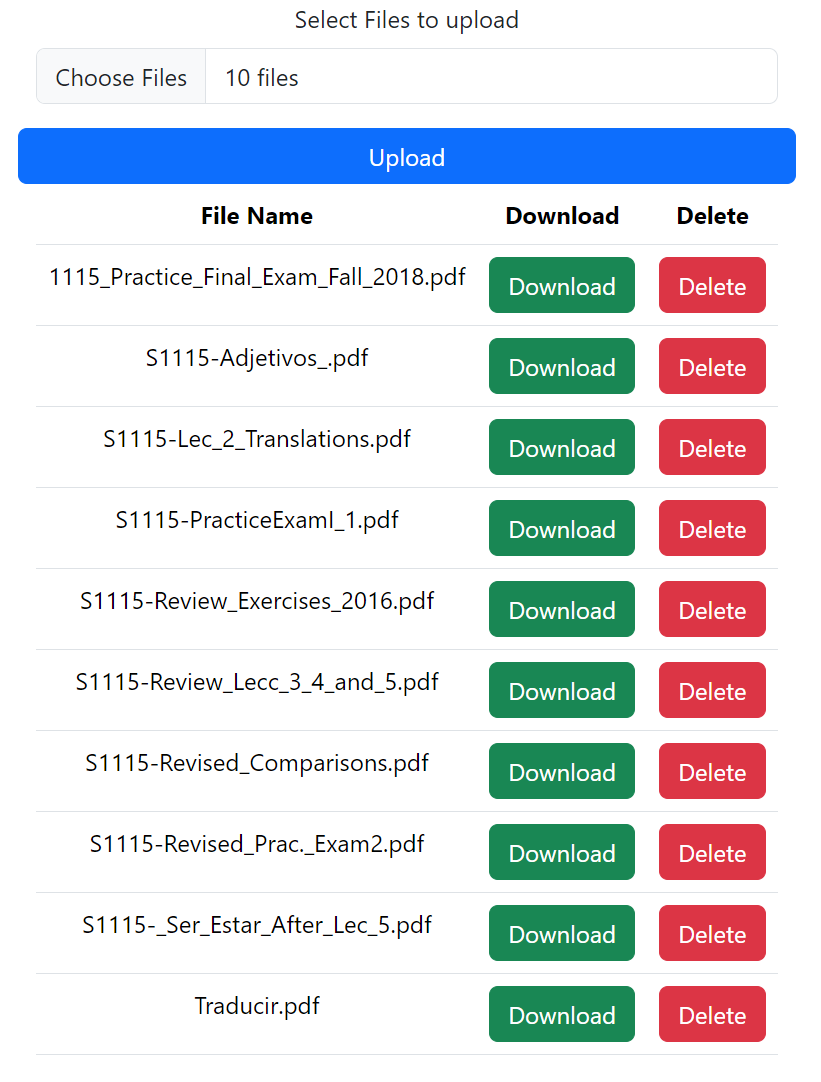 Select Files to upload
Choose Files 10 files
Upload
File Name Download Delete
1115_Practice_Final_Exam_Fall_2018.pdf Download Delete
S1115-Adjetivos_.pdf Download Delete
S1115-Lec_2_Translations.pdf Download Delete
S1115-PracticeExamI_1.pdf Download Delete
S1115-Review_Exercises_2016.pdf Download Delete
S1115-Review_Lecc_3_4_and_5.pdf Download Delete
S1115-Revised_Comparisons.pdf Download Delete
S1115-Revised_Prac._Exam2.pdf Download Delete
S1115-_Ser_Estar_After_Lec_5.pdf Download Delete
Traducir.pdf Download Delete